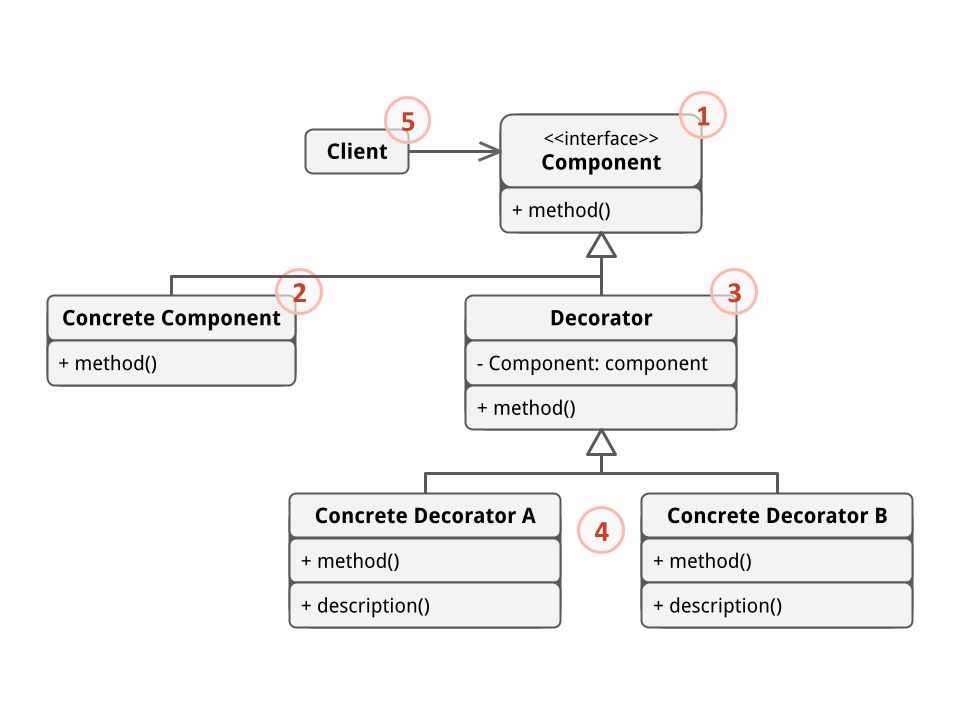 5
1
Client
<<interface>>
Component
+ method()
2
3
Concrete Component
+ method()
Decorator
- Component: component
+ method()
4
Concrete Decorator A
+ method()
+ description()
Concrete Decorator B
+ method()
+ description()